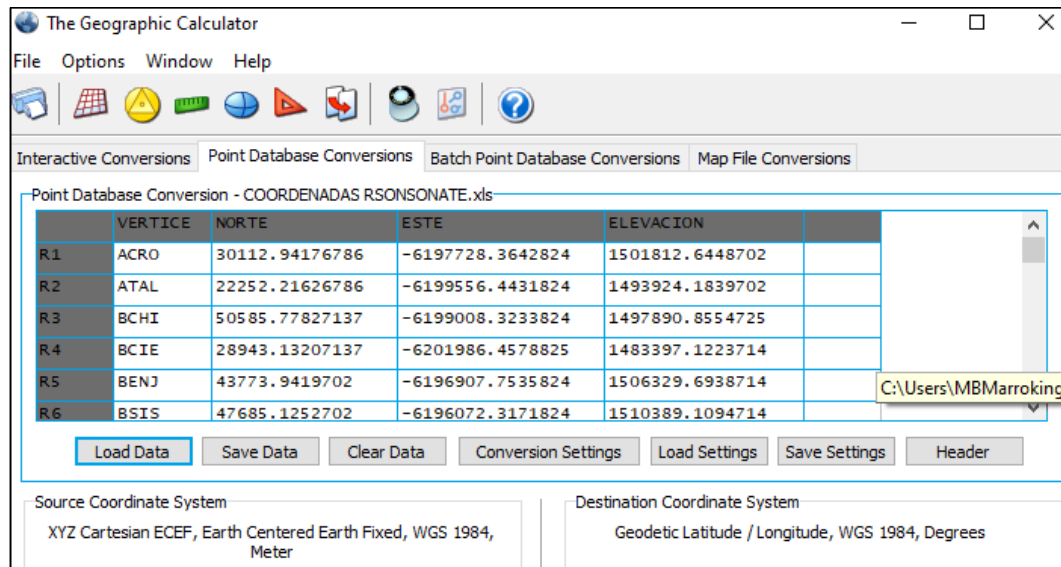 The Geographic Calculator
File Options Window Help
Interactive Conversions Point Database Conversions Batch Point Database Conversions Map File Conversions
Point Database Conversion - COORDENADAS RSONSONATE.xls
VERTICE NORTE ESTE ELEVACION
R1 ACRO 30112.94176786 -6197728.3642824 1501812.6448702
R2 ATAL 22252.21626786 -6199556.4431824 1493924.1839702
R3 BCHI 50585.77827137 -6199008.3233824 1497890.8554725
R4 BCIE 28943.13207137 -6201986.4578825 1483397.1223714
R5 BENJ 43773.9419702 -6196907.7535824 1506329.6938714
C:\Users\MBMarroking
R6 BSIS 47685.1252702 -6196072.3171824 1510389.1094714
Load Data Save Data Clear Data Conversion Settings Load Settings Save Settings Header
Source Coordinate System Destination Coordinate System
XYZ Cartesian ECEF, Earth Centered Earth Fixed, WGS 1984, Geodetic Latitude / Longitude, WGS 1984, Degrees
Meter